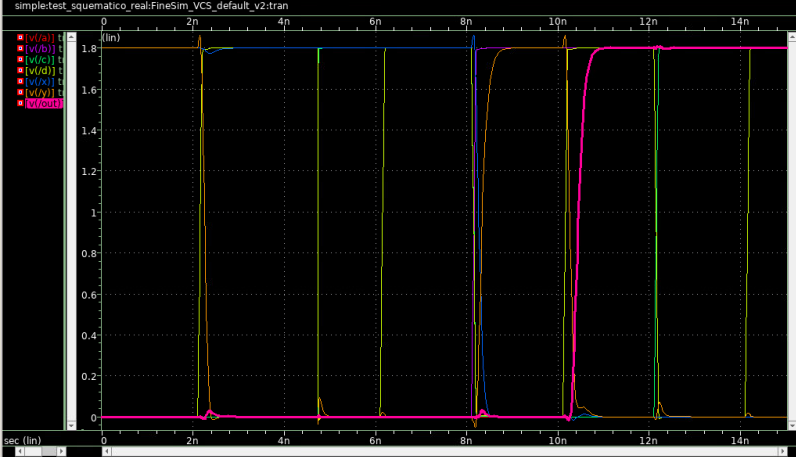 simple:test_squematico_real:FineSim_VCS_default_v2:tran
0 2n 4n 6n 8n 10n 12n 14n
(lin)
[v(/a)] t
[v(/b)] t
[v(/c)] t
[v(/d)] t
[v(/x)] t
[v(/y)] t
[v(/out)]
1.8
1.6
1.4
1.2
1
0.8
0.6
0.4
0.2
0
sec (lin)
0 2n 4n 6n 8n 10n 12n 14n